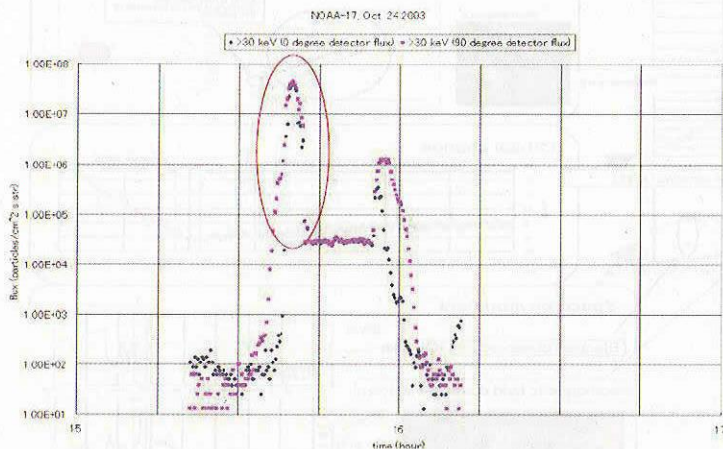 NOAA-17, Oct. 24 2003
>30 keV (0 degree detector flux) >30 keV (90 degree detector flux)
1.00E+08
1.00E+07
1.00E+06
1.00E+05
1.00E+04
1.00E+03
1.00E+02
1.00E+01
flux (particles/cm^2 s str)
15
16
17
time (hour)